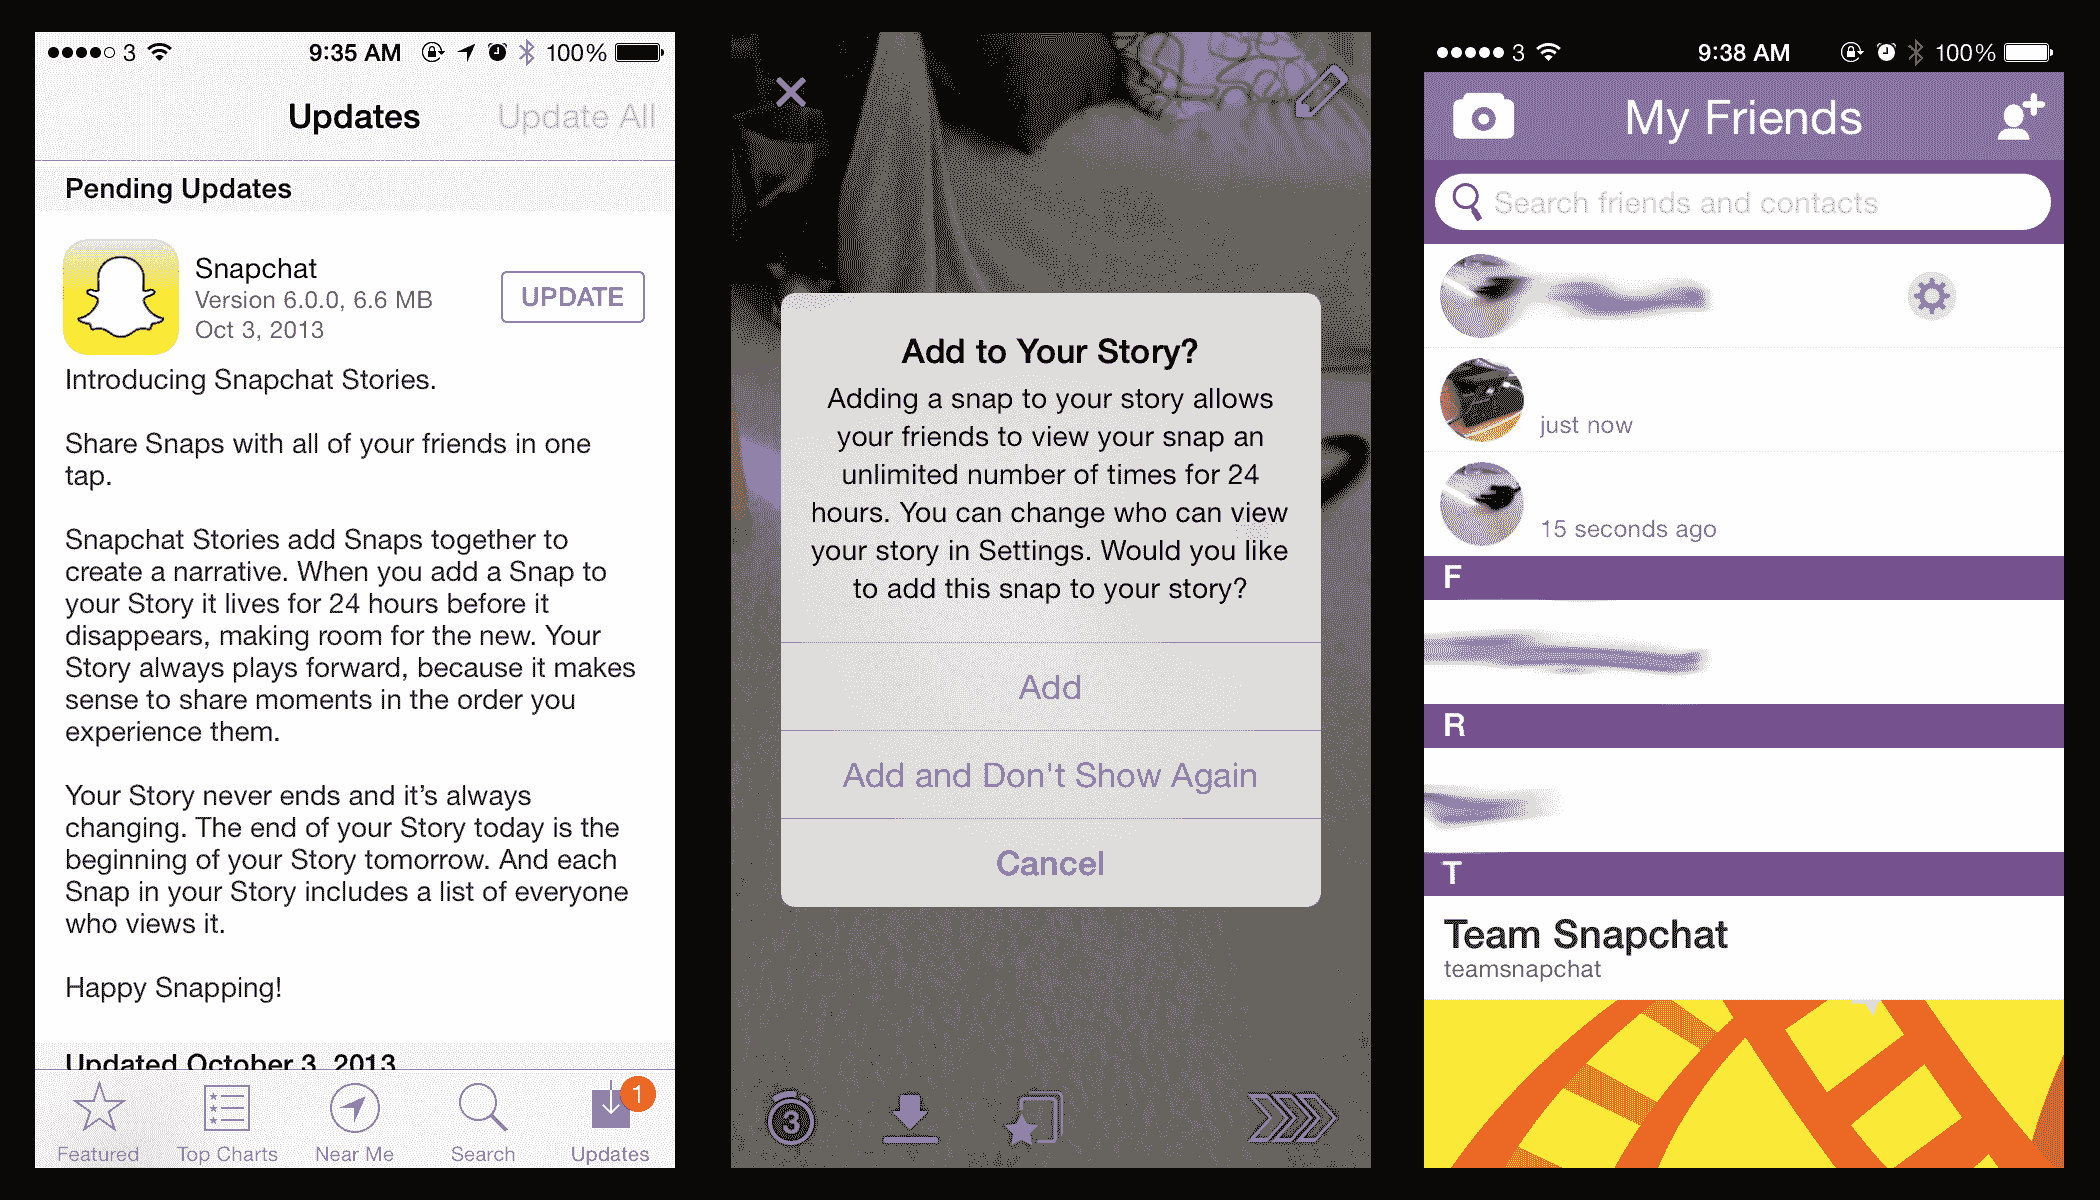 3 9:35 AM 100%
Updates Update All
Pending Updates
Snapchat
Version 6.0.0, 6.6 MB
Oct 3, 2013
UPDATE
Introducing Snapchat Stories.
Share Snaps with all of your friends in one
tap.
Snapchat Stories add Snaps together to
create a narrative. When you add a Snap to
your Story it lives for 24 hours before it
disappears, making room for the new. Your
Story always plays forward, because it makes
sense to share moments in the order you
experience them.
Your Story never ends and it’s always
changing. The end of your Story today is the
beginning of your Story tomorrow. And each
Snap in your Story includes a list of everyone
who views it.
Happy Snapping!
Updated October 3, 2013
1
Featured Top Charts Near Me Search Updates
Add to Your Story?
Adding a snap to your story allows
your friends to view your snap an
unlimited number of times for 24
hours. You can change who can view
your story in Settings. Would you like
to add this snap to your story?
Add
Add and Don't Show Again
Cancel
3
3 9:38 AM 100%
My Friends
Search friends and contacts
just now
15 seconds ago
F
R
T
Team Snapchat
teamsnapchat